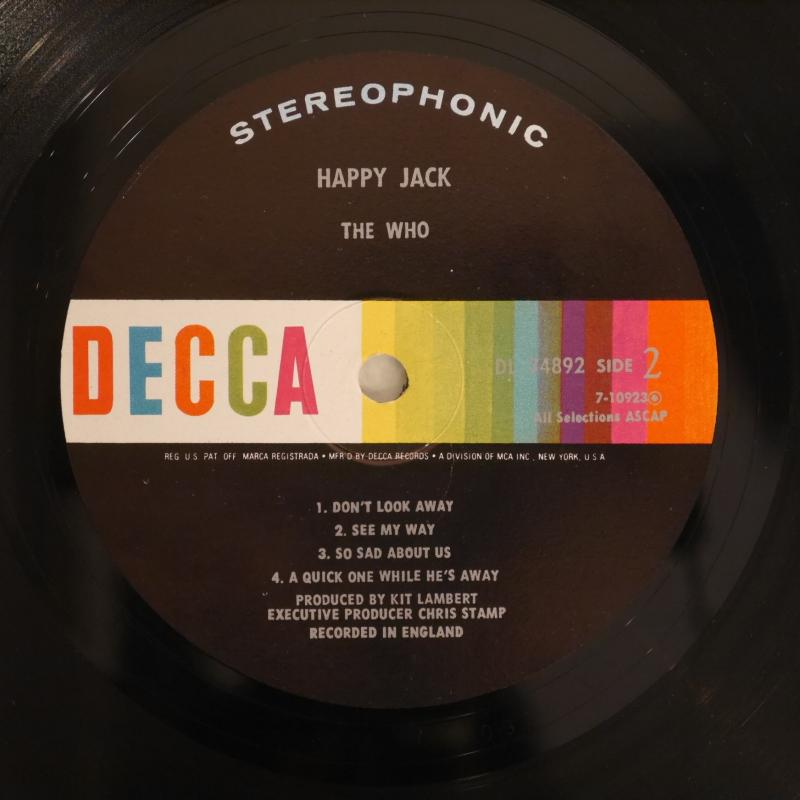 STEREOPHONIC
HAPPY JACK
THE WHO
DECCA
DL 74892 SIDE 2
7-10923
All Selections ASCAP
REG U.S PAT OFF MARCA REGISTRADA • MFR'D BY DECCA RECORDS • A DIVISION OF MCA INC., NEW YORK, U S A
1. DON'T LOOK AWAY
2. SEE MY WAY
3. SO SAD ABOUT US
4. A QUICK ONE WHILE HE'S AWAY
PRODUCED BY KIT LAMBERT
EXECUTIVE PRODUCER CHRIS STAMP
RECORDED IN ENGLAND